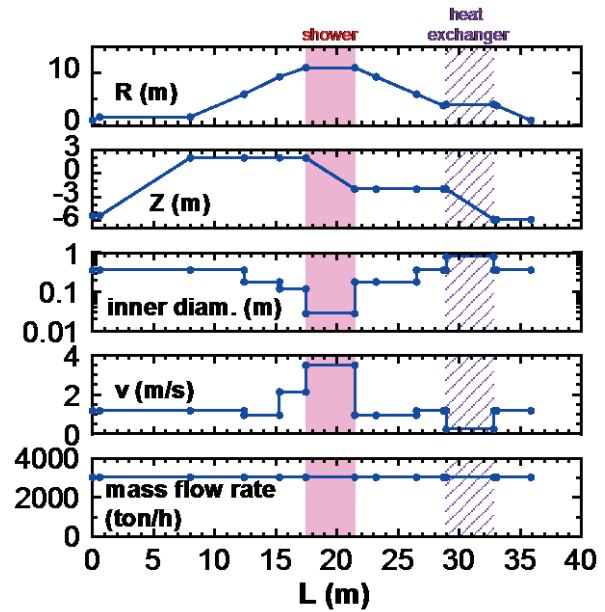 heat
shower
exchanger
10
R (m)
0
3
0
-3
Z (m)
-6
1
0.1
inner diam. (m)
0.01
4
v (m/s)
2
0
4000
mass flow rate
2000
(ton/h)
0
0 5 10 15 20 25 30 35 40
L (m)